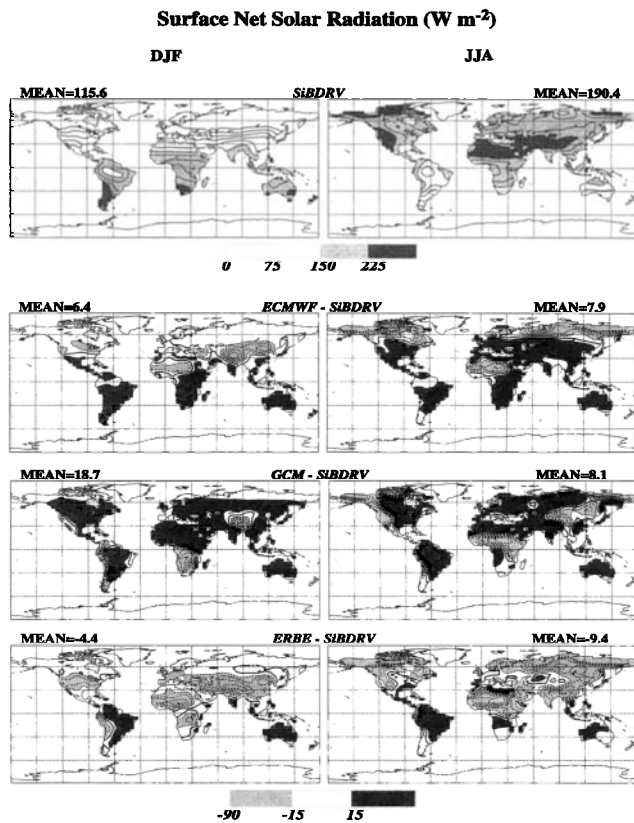 Surface Net Solar Radiation (W m-2)
DJF JJA
MEAN=115.6 SiBDRV MEAN=190.4
0 75 150 225
MEAN=6.4 ECMWF - SiBDRV MEAN=7.9
MEAN=18.7 GCM - SiBDRV MEAN=8.1
MEAN=-4.4 ERBE - SiBDRV MEAN=-9.4
-90 -15 15